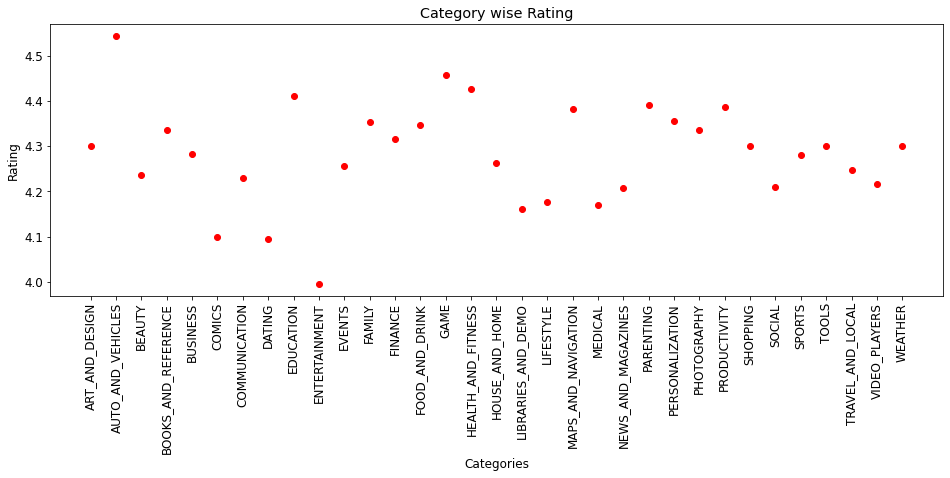 Category wise Rating
Rating
4.5
4.4
4.3
4.2
4.1
4.0
ART_AND_DESIGN
AUTO_AND_VEHICLES
BEAUTY
BOOKS_AND_REFERENCE
BUSINESS
COMICS
COMMUNICATION
DATING
EDUCATION
ENTERTAINMENT
EVENTS
FAMILY
FINANCE
FOOD_AND_DRINK
GAME
HEALTH_AND_FITNESS
HOUSE_AND_HOME
LIBRARIES_AND_DEMO
LIFESTYLE
MAPS_AND_NAVIGATION
MEDICAL
NEWS_AND_MAGAZINES
PARENTING
PERSONALIZATION
PHOTOGRAPHY
PRODUCTIVITY
SHOPPING
SOCIAL
SPORTS
TOOLS
TRAVEL_AND_LOCAL
VIDEO_PLAYERS
WEATHER
Categories